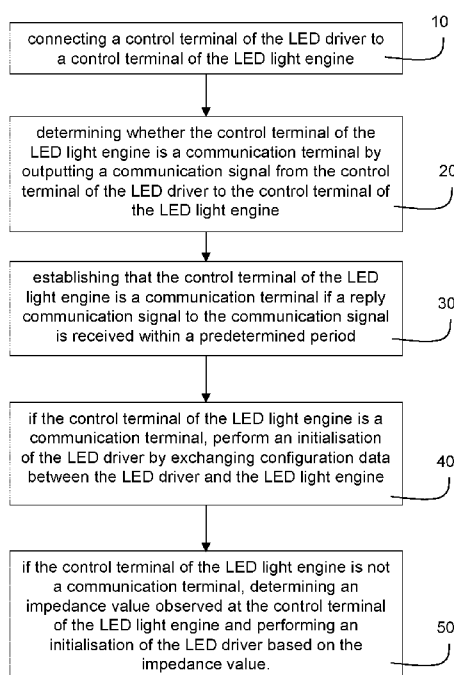 connecting a control terminal of the LED driver to
a control terminal of the LED light engine
10
determining whether the control terminal of the
LED light engine is a communication terminal by
outputting a communication signal from the control
terminal of the LED driver to the control terminal of
the LED light engine
20
establishing that the control terminal of the LED
light engine is a communication terminal if a reply
communication signal to the communication signal
is received within a predetermined period
30
if the control terminal of the LED light engine is a
communication terminal, perform an initialisation
of the LED driver by exchanging configuration data
between the LED driver and the LED light engine
40
if the control terminal of the LED light engine is not
a communication terminal, determining an
impedance value observed at the control terminal
of the LED light engine and performing an
initialisation of the LED driver based on the
impedance value.
50